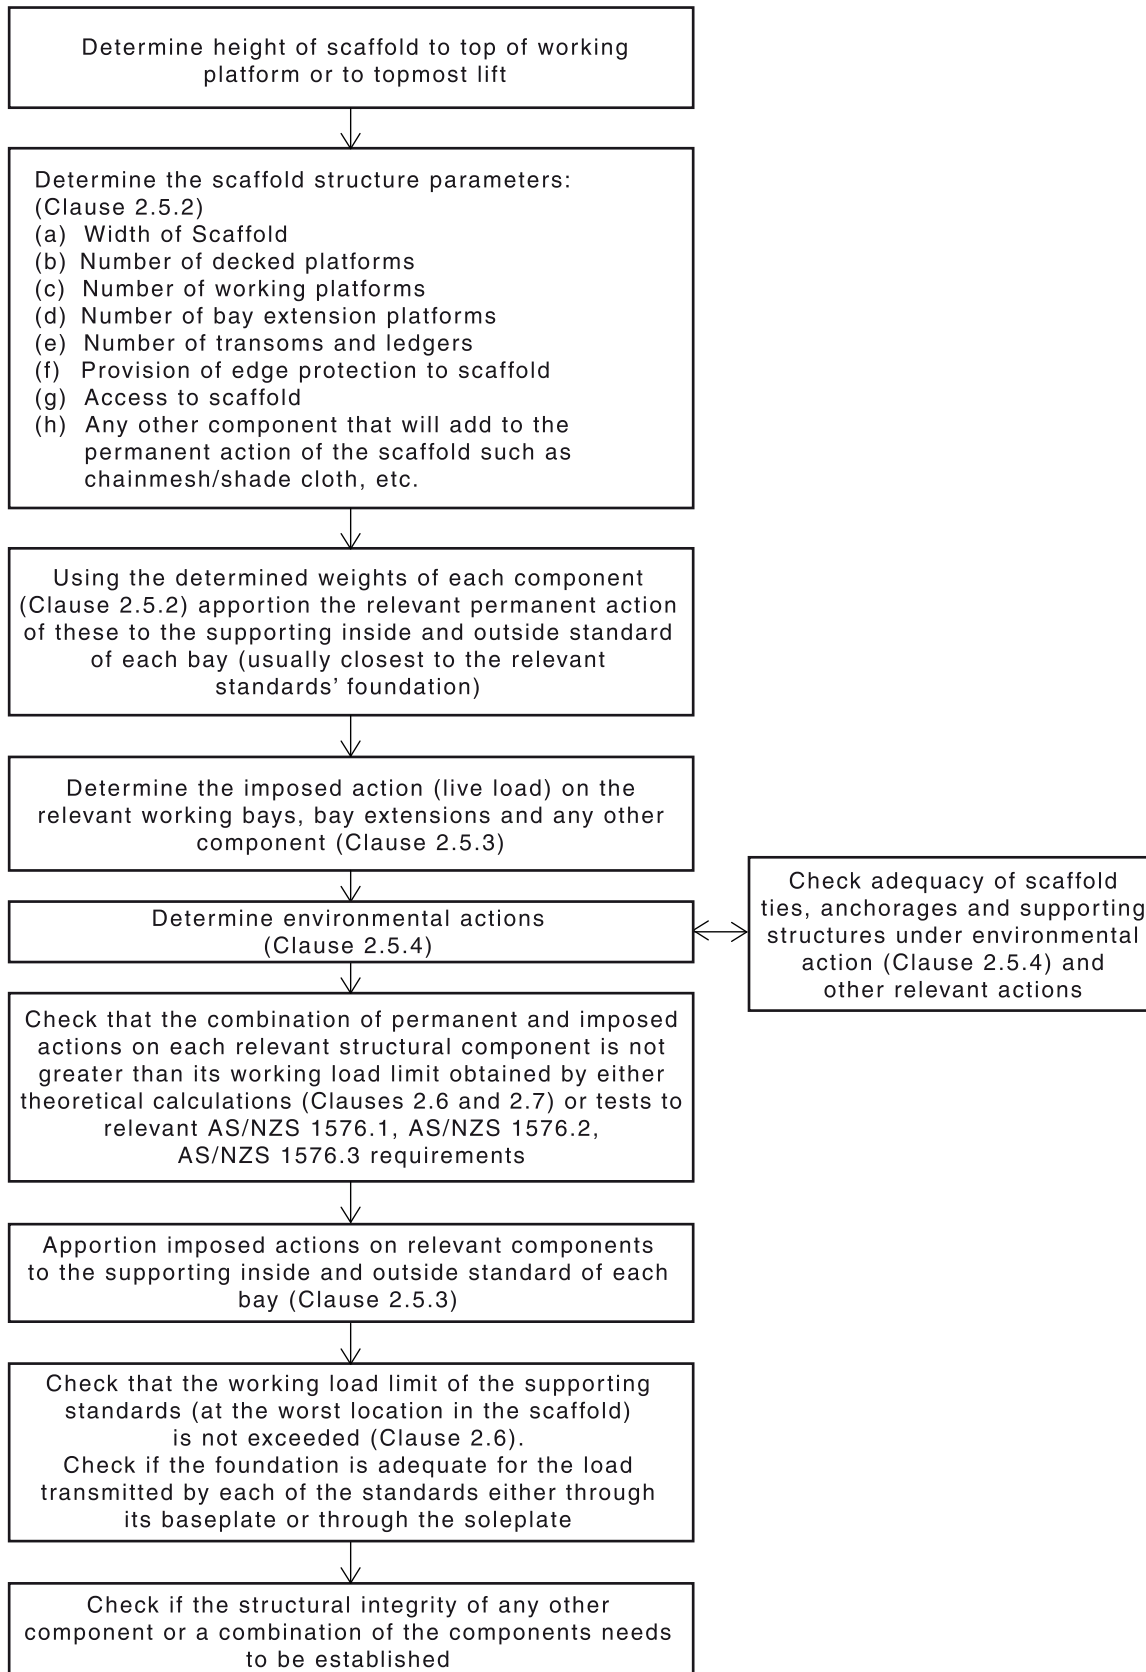 Determine height of scaffold to top of working
platform or to topmost lift
Determine the scaffold structure parameters:
(Clause 2.5.2)
(a) Width of Scaffold
(b) Number of decked platforms
(c) Number of working platforms
(d) Number of bay extension platforms
(e) Number of transoms and ledgers
(f) Provision of edge protection to scaffold
(g) Access to scaffold
(h) Any other component that will add to the
permanent action of the scaffold such as
chainmesh/shade cloth, etc.
Using the determined weights of each component
(Clause 2.5.2) apportion the relevant permanent action
of these to the supporting inside and outside standard
of each bay (usually closest to the relevant
standards’ foundation)
Determine the imposed action (live load) on the
relevant working bays, bay extensions and any other
component (Clause 2.5.3)
Determine environmental actions
(Clause 2.5.4)
Check adequacy of scaffold
ties, anchorages and supporting
structures under environmental
action (Clause 2.5.4) and
other relevant actions
Check that the combination of permanent and imposed
actions on each relevant structural component is not
greater than its working load limit obtained by either
theoretical calculations (Clauses 2.6 and 2.7) or tests to
relevant AS/NZS 1576.1, AS/NZS 1576.2,
AS/NZS 1576.3 requirements
Apportion imposed actions on relevant components
to the supporting inside and outside standard of each
bay (Clause 2.5.3)
Check that the working load limit of the supporting
standards (at the worst location in the scaffold)
is not exceeded (Clause 2.6).
Check if the foundation is adequate for the load
transmitted by each of the standards either through
its baseplate or through the soleplate
Check if the structural integrity of any other
component or a combination of the components needs
to be established